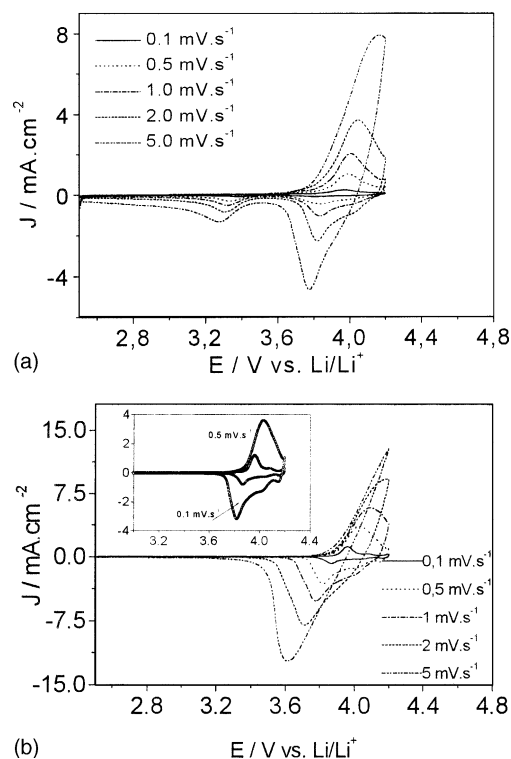 8
4
0
-4
J / mA.cm-2
0.1 mV.s-1
0.5 mV.s-1
1.0 mV.s-1
2.0 mV.s-1
5.0 mV.s-1
2,8 3,2 3,6 4,0 4,4 4,8
E / V vs. Li/Li+
(a)
15.0
7.5
0.0
-7.5
-15.0
J / mA.cm-2
4
2
0
-2
-4
0.5 mV.s-1
0.1 mV.s-1
3.2 3.6 4.0 4.4
0,1 mV.s-1
0,5 mV.s-1
1 mV.s-1
2 mV.s-1
5 mV.s-1
2.8 3.2 3.6 4.0 4.4 4.8
E / V vs. Li/Li+
(b)